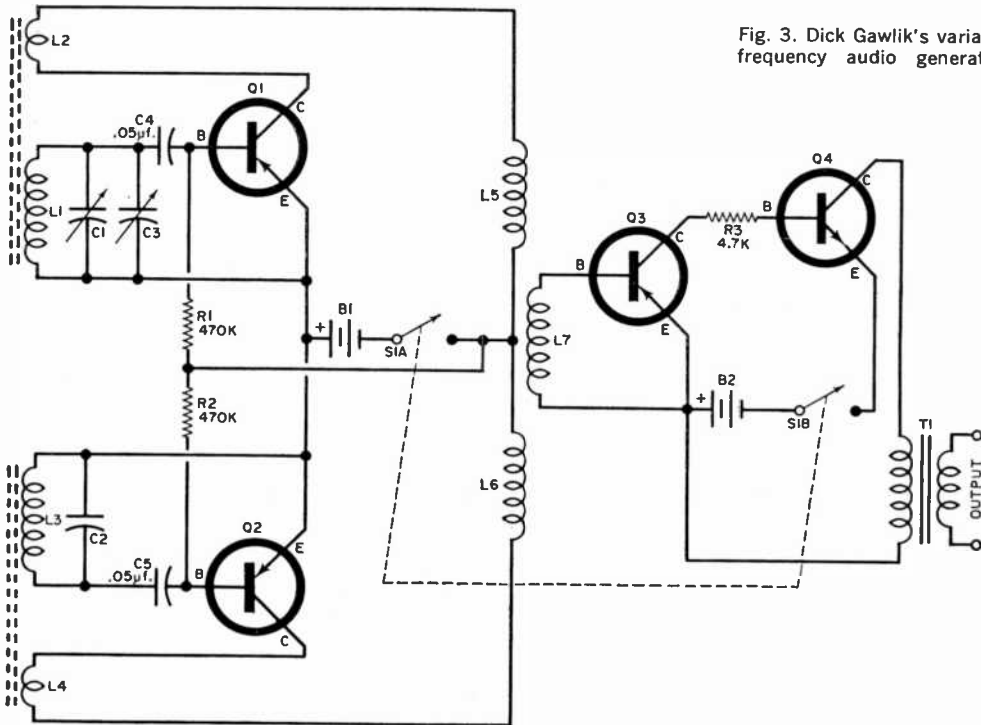 Fig. 3. Dick Gawlik's varia
frequency audio generat
L2
Q1
C
C4
.05µf.
B
E
L1
C1
C3
R1
470K
B1
+
S1A
R2
470K
L3
C2
C5
.05µf.
B
Q2
E
C
L4
L5
L6
L7
Q3
B
C
E
R3
4.7K
Q4
B
C
E
B2
+
S1B
T1
OUTPUT